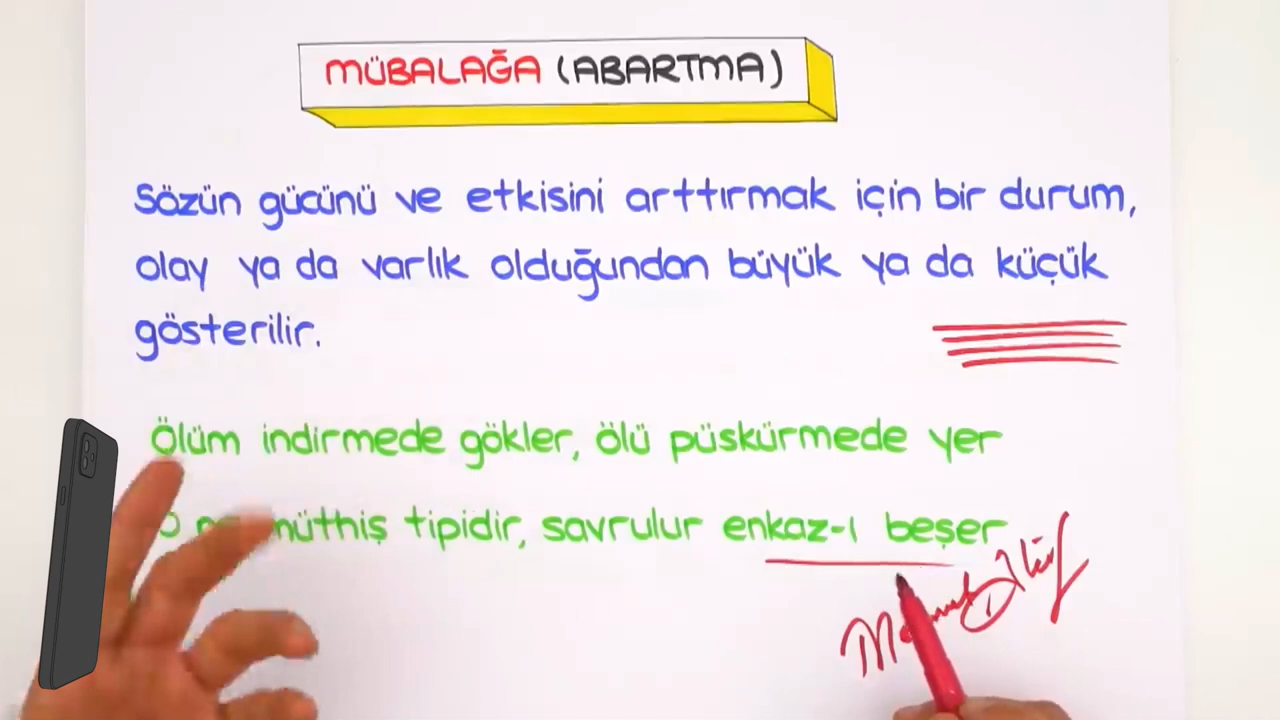 MÜBALAĞA (ABARTMA)
Sözün gücünü ve etkisini arttırmak için bir durum,
olay ya da varlık olduğundan büyük ya da küçük
gösterilir.
Ölüm indirmede gökler, ölü püskürmede yer
O tipidir, savrulur enkaz-ı beşer